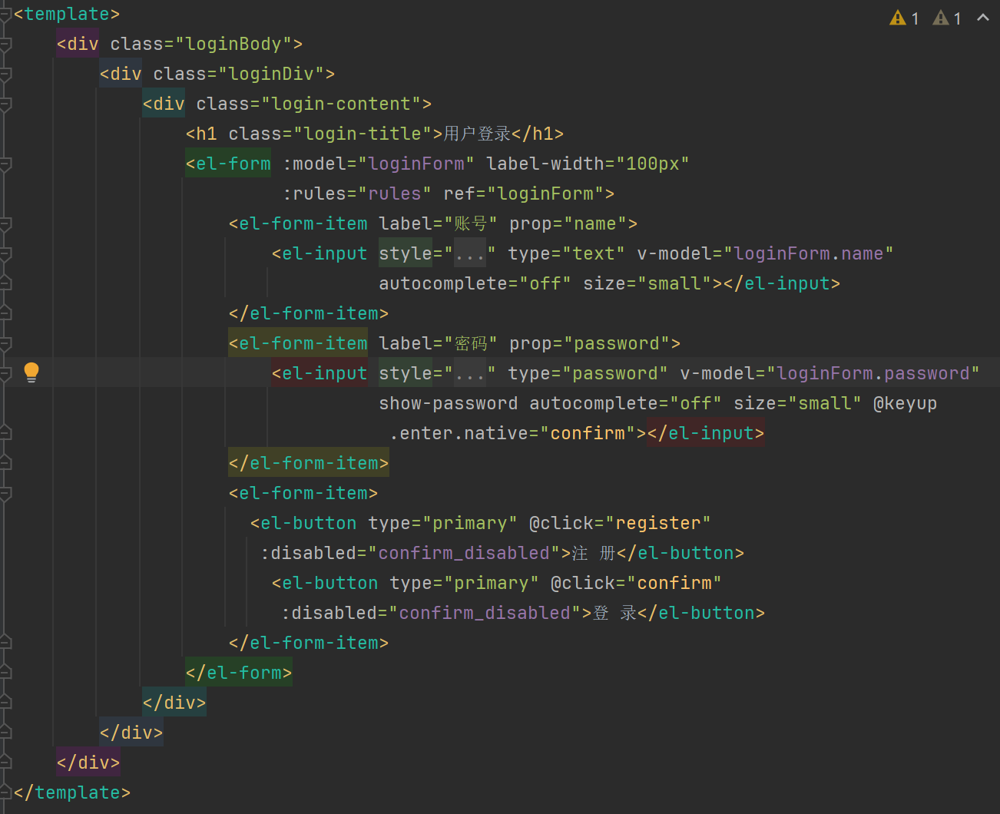 <template>
1 1
<div class="loginBody">
<div class="loginDiv">
<div class="login-content">
<h1 class="login-title">用户登录</h1>
<el-form :model="loginForm" label-width="100px"
:rules="rules" ref="loginForm">
<el-form-item label="账号" prop="name">
<el-input style="..." type="text" v-model="loginForm.name"
autocomplete="off" size="small"></el-input>
</el-form-item>
<el-form-item label="密码" prop="password">
<el-input style="..." type="password" v-model="loginForm.password"
show-password autocomplete="off" size="small" @keyup
.enter.native="confirm"></el-input>
</el-form-item>
<el-form-item>
<el-button type="primary" @click="register"
:disabled="confirm_disabled">注 册</el-button>
<el-button type="primary" @click="confirm"
:disabled="confirm_disabled">登 录</el-button>
</el-form-item>
</el-form>
</div>
</div>
</div>
</template>